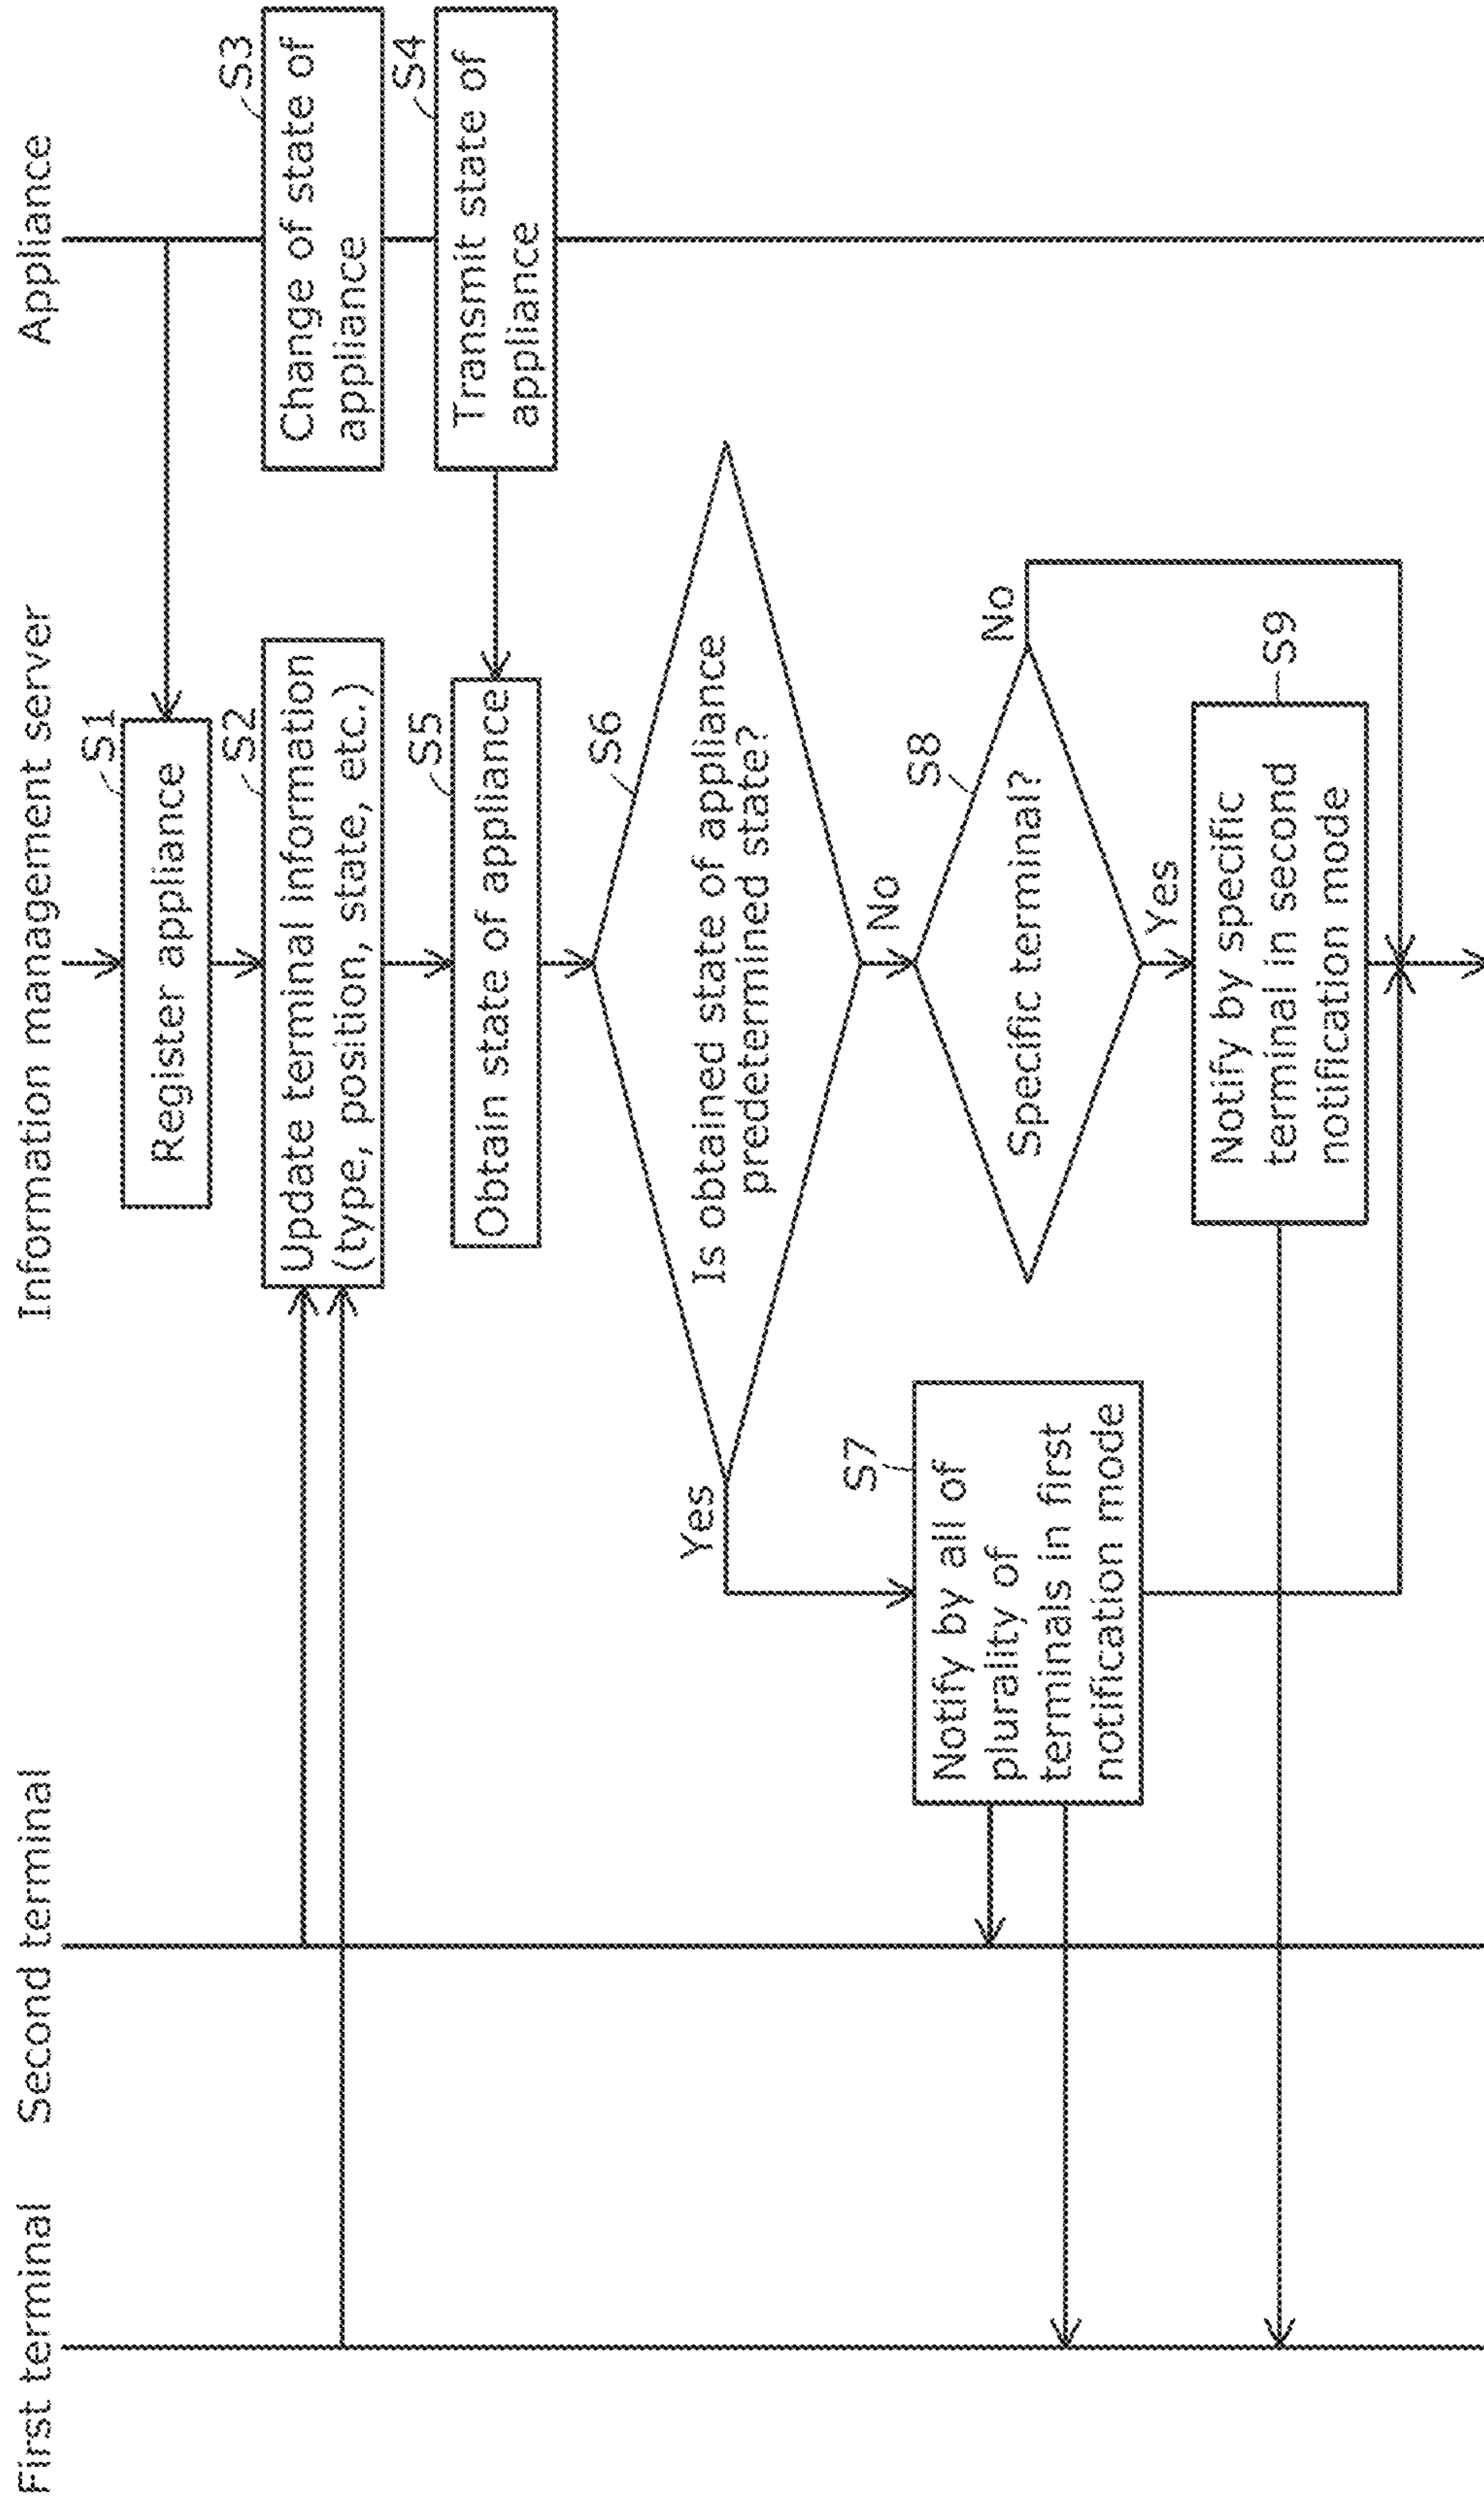 First terminal
Second terminal
Information management server
Appliance
S1
Register appliance
S2
Update terminal information
(type, position, state, etc.)
S3
Change of state of
appliance
S4
Transmit state of
appliance
S5
Obtain state of appliance
S6
Is obtained state of appliance
predetermined state?
Yes
No
S7
Notify by all of
plurality of
terminals in first
notification mode
S8
Specific terminal?
No
Yes
S9
Notify by specific
terminal in second
notification mode